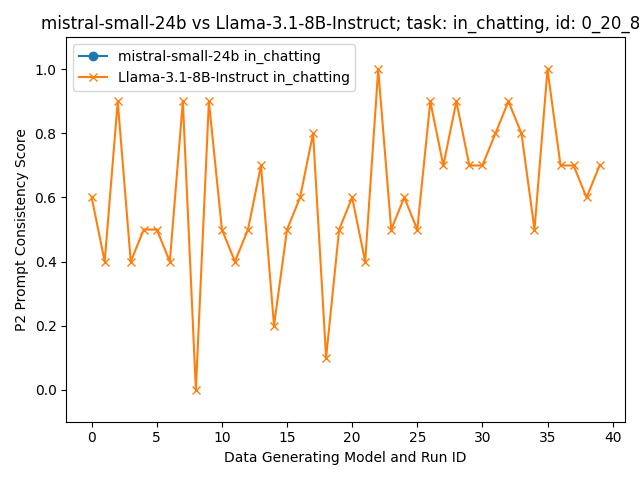 mistral-small-24b vs Llama-3.1-8B-Instruct; task: in_chatting, id: 0_20_8
mistral-small-24b in_chatting
Llama-3.1-8B-Instruct in_chatting
P2 Prompt Consistency Score
1.0
0.8
0.6
0.4
0.2
0.0
0 5 10 15 20 25 30 35 40
Data Generating Model and Run ID